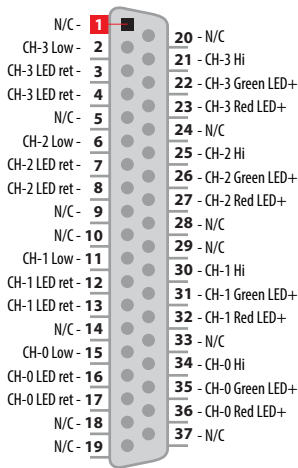 N/C - 1
CH-3 Low - 2
CH-3 LED ret - 3
CH-3 LED ret - 4
N/C - 5
CH-2 Low - 6
CH-2 LED ret - 7
CH-2 LED ret - 8
N/C - 9
N/C - 10
CH-1 Low - 11
CH-1 LED ret - 12
CH-1 LED ret - 13
N/C - 14
CH-0 Low - 15
CH-0 LED ret - 16
CH-0 LED ret - 17
N/C - 18
N/C - 19
20 - N/C
21 - CH-3 Hi
22 - CH-3 Green LED+
23 - CH-3 Red LED+
24 - N/C
25 - CH-2 Hi
26 - CH-2 Green LED+
27 - CH-2 Red LED+
28 - N/C
29 - N/C
30 - CH-1 Hi
31 - CH-1 Green LED+
32 - CH-1 Red LED+
33 - N/C
34 - CH-0 Hi
35 - CH-0 Green LED+
36 - CH-0 Red LED+
37 - N/C